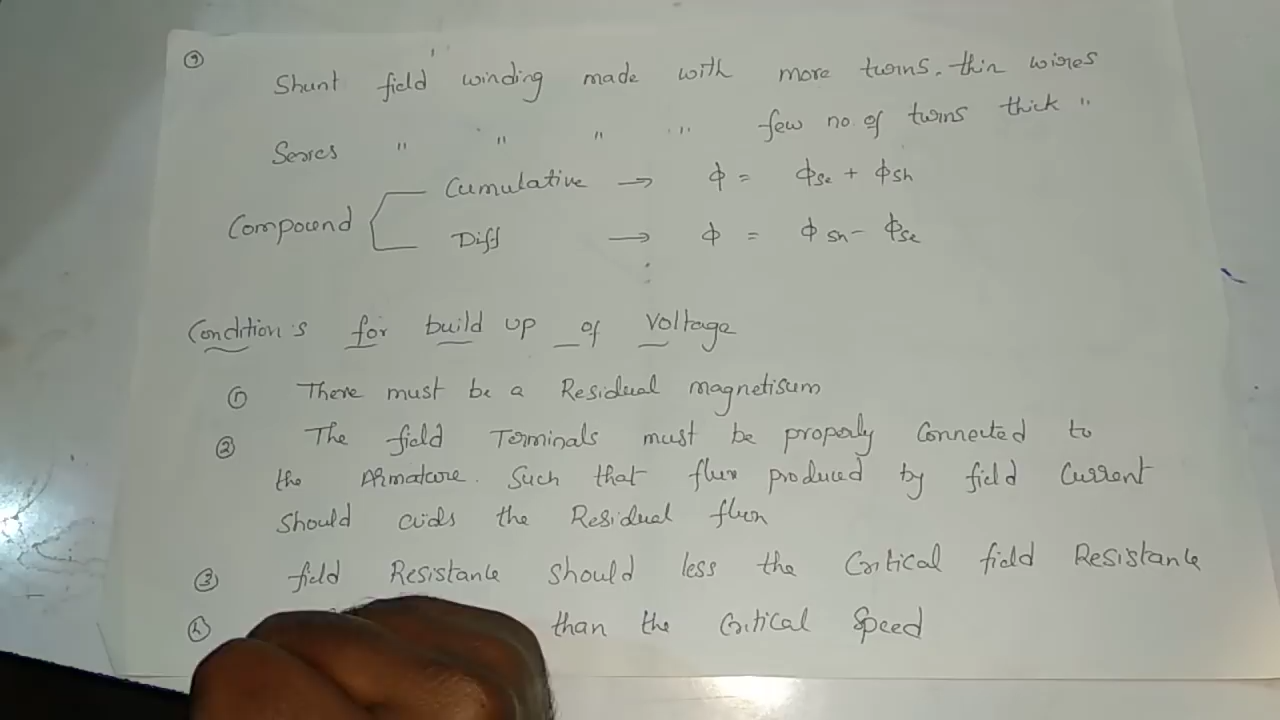 9
Shunt field winding made with more turns. thin wires
Series " " " " few no of turns thick "
Compound
Cumulative → ϕ = ϕse + ϕsh
Diff → ϕ = ϕsh - ϕse
Condition's for build up of Voltage
① There must be a Residual magnetisum
② The field Terminals must be properly Connected to
the Armature. Such that flux produced by field Current
should aids the Residual flux
③ field Resistance should less the Critical field Resistance
than the Critical Speed